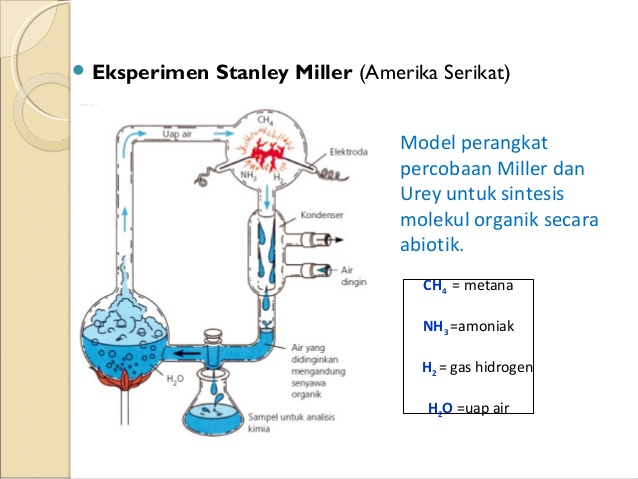 Eksperimen Stanley Miller (Amerika Serikat)
CH4
Uap air
Elektroda
NH3
H2
Kondenser
Air
dingin
Air yang
didinginkan
mengandung
senyawa
organik
H2O
Sampel untuk analisis
kimia
Model perangkat
percobaan Miller dan
Urey untuk sintesis
molekul organik secara
abiotik.
CH4 = metana
NH3 =amoniak
H2 = gas hidrogen
H2O =uap air